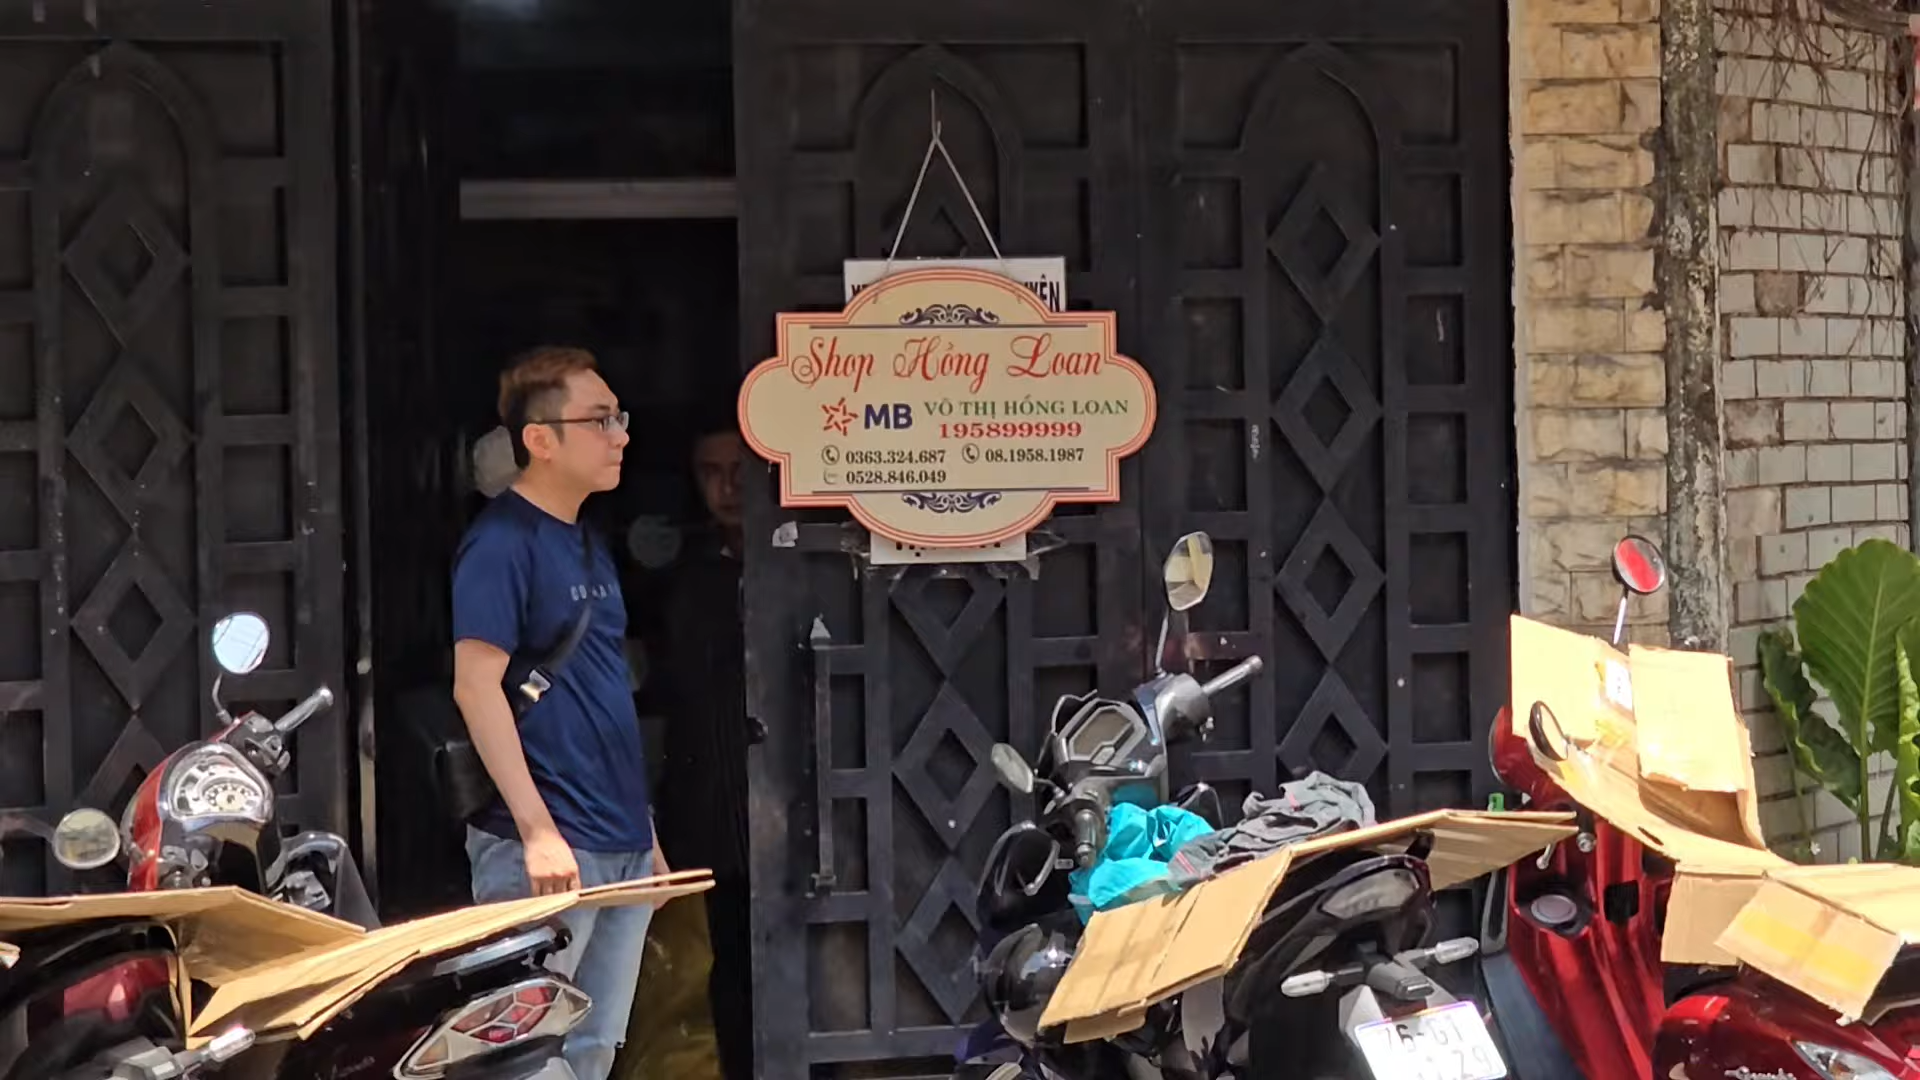 Shop Hồng Loan
MB VÕ THỊ HỒNG LOAN
195899999
0363.324.687 08.1958.1987
0528.846.049